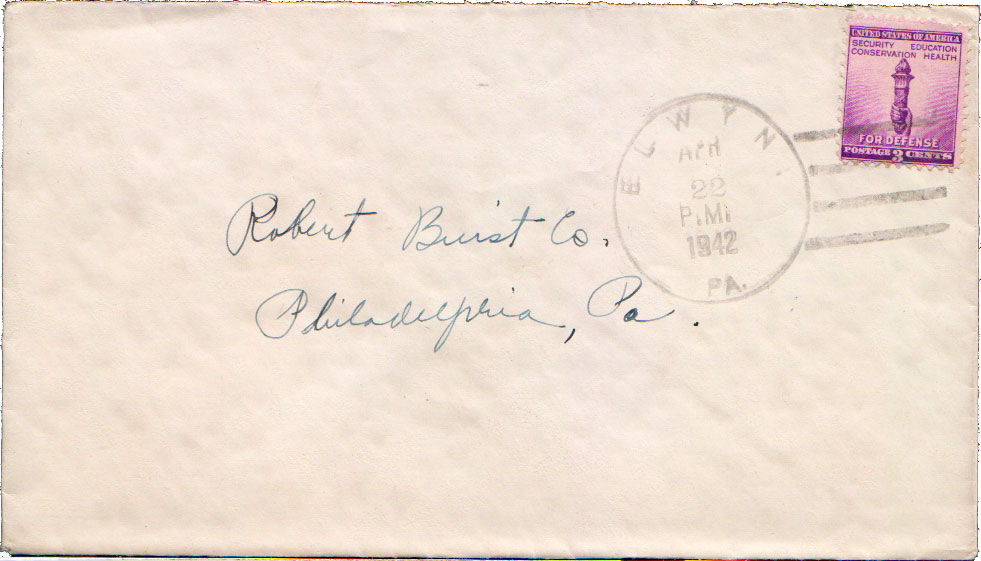 UNITED STATES OF AMERICA
SECURITY EDUCATION
CONSERVATION HEALTH
FOR DEFENSE
POSTAGE 3 CENTS
ELWYN
APR
22
P.M.
1942
PA.
Robert Buist Co.
Philadelphia, Pa.